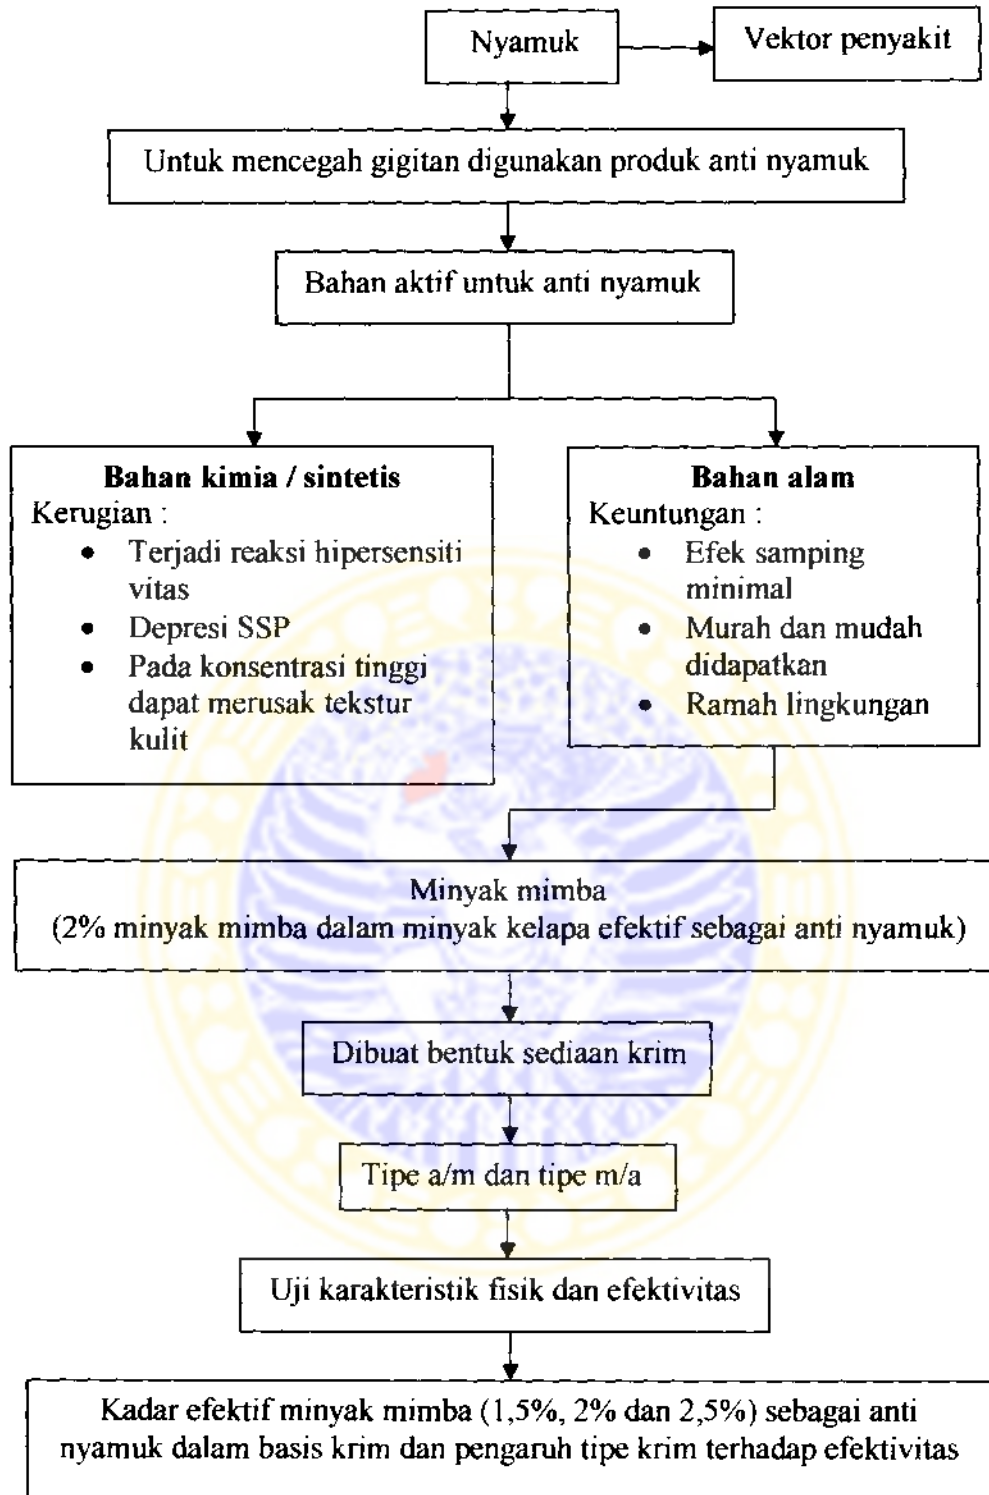 Nyamuk
Vektor penyakit
Untuk mencegah gigitan digunakan produk anti nyamuk
Bahan aktif untuk anti nyamuk
Bahan kimia / sintetis
Kerugian :
• Terjadi reaksi hipersensiti
vitas
• Depresi SSP
• Pada konsentrasi tinggi
dapat merusak tekstur
kulit
Bahan alam
Keuntungan :
• Efek samping
minimal
• Murah dan mudah
didapatkan
• Ramah lingkungan
Minyak mimba
(2% minyak mimba dalam minyak kelapa efektif sebagai anti nyamuk)
Dibuat bentuk sediaan krim
Tipe a/m dan tipe m/a
Uji karakteristik fisik dan efektivitas
Kadar efektif minyak mimba (1,5%, 2% dan 2,5%) sebagai anti
nyamuk dalam basis krim dan pengaruh tipe krim terhadap efektivitas